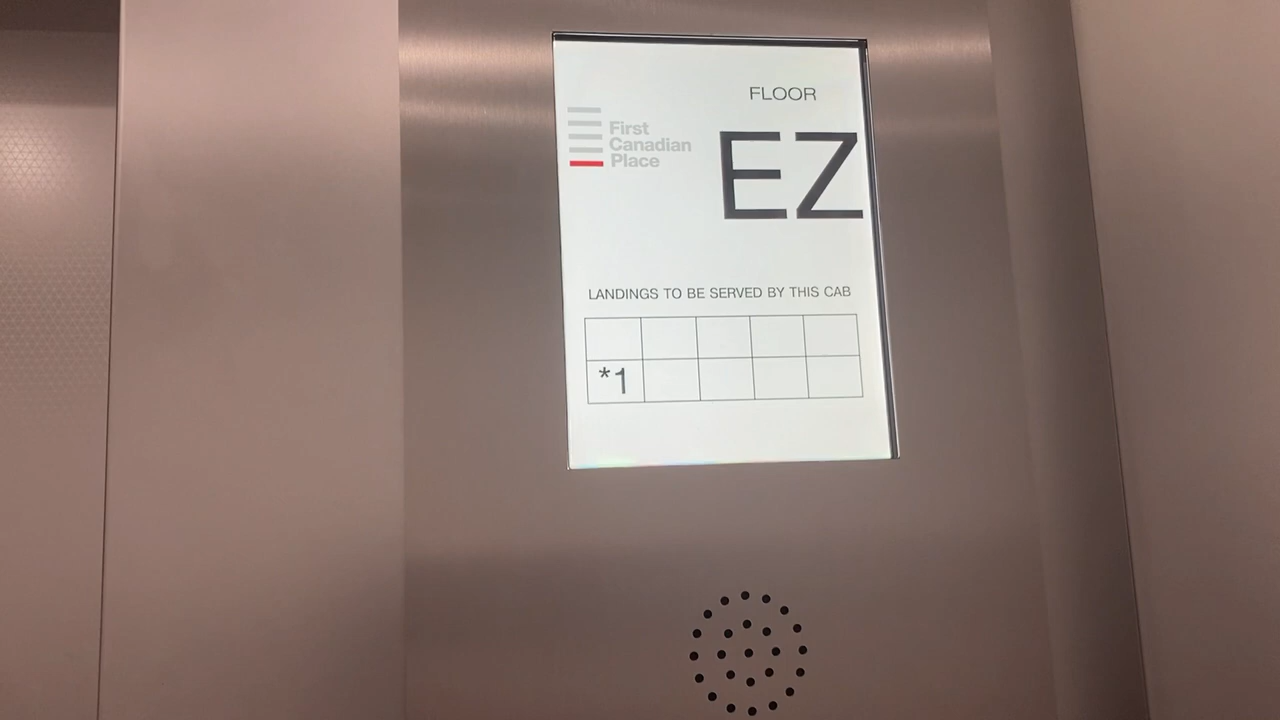 FLOOR
First
Canadian
Place
EZ
LANDINGS TO BE SERVED BY THIS CAB
*1